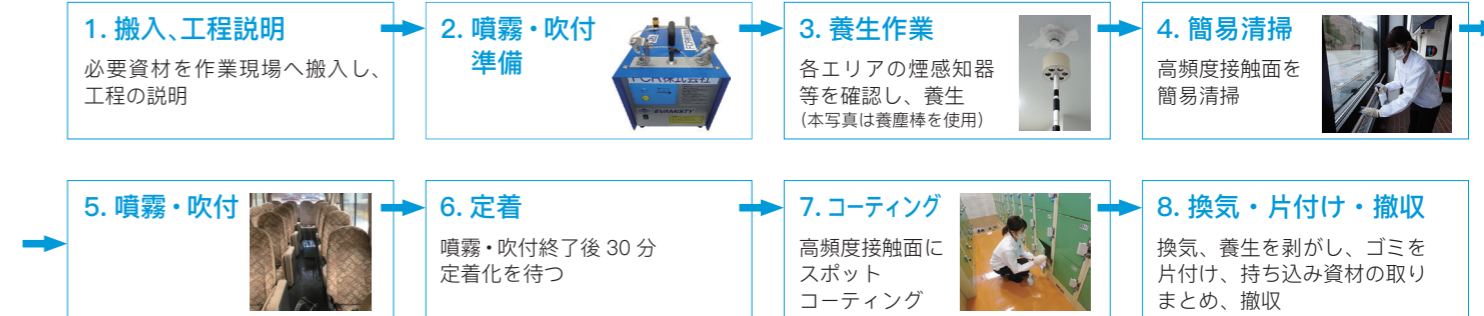 1. 搬入、工程説明
必要資材を作業現場へ搬入し、
工程の説明
2. 噴霧・吹付
準備
3. 養生作業
各エリアの煙感知器
等を確認し、養生
(本写真は養塵棒を使用)
4. 簡易清掃
高頻度接触面を
簡易清掃
5. 噴霧・吹付
6. 定着
噴霧・吹付終了後 30 分
定着化を待つ
7. コーティング
高頻度接触面に
スポット
コーティング
8. 換気・片付け・撤収
換気、養生を剥がし、ゴミを
片付け、持ち込み資材の取り
まとめ、撤収